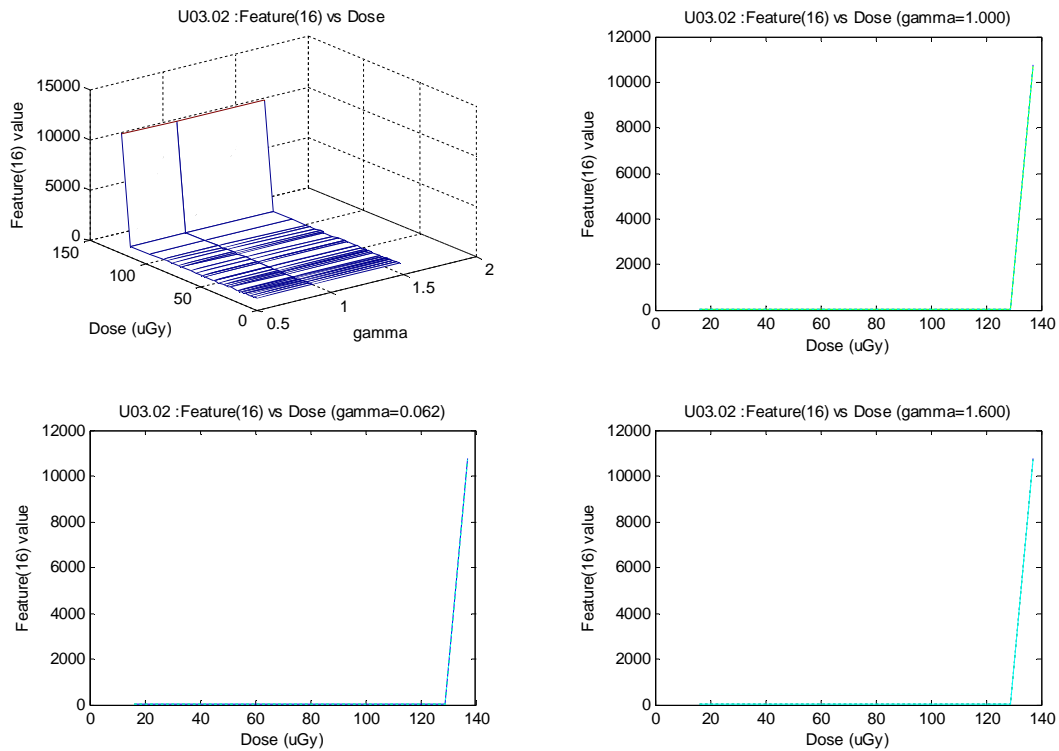 U03.02 :Feature(16) vs Dose
15000
10000
5000
0
Feature(16) value
150
100
50
0
Dose (uGy)
0.5
1
1.5
2
gamma
U03.02 :Feature(16) vs Dose (gamma=1.000)
12000
10000
8000
6000
4000
2000
0
Feature(16) value
0 20 40 60 80 100 120 140
Dose (uGy)
U03.02 :Feature(16) vs Dose (gamma=0.062)
12000
10000
8000
6000
4000
2000
0
Feature(16) value
0 20 40 60 80 100 120 140
Dose (uGy)
U03.02 :Feature(16) vs Dose (gamma=1.600)
12000
10000
8000
6000
4000
2000
0
Feature(16) value
0 20 40 60 80 100 120 140
Dose (uGy)